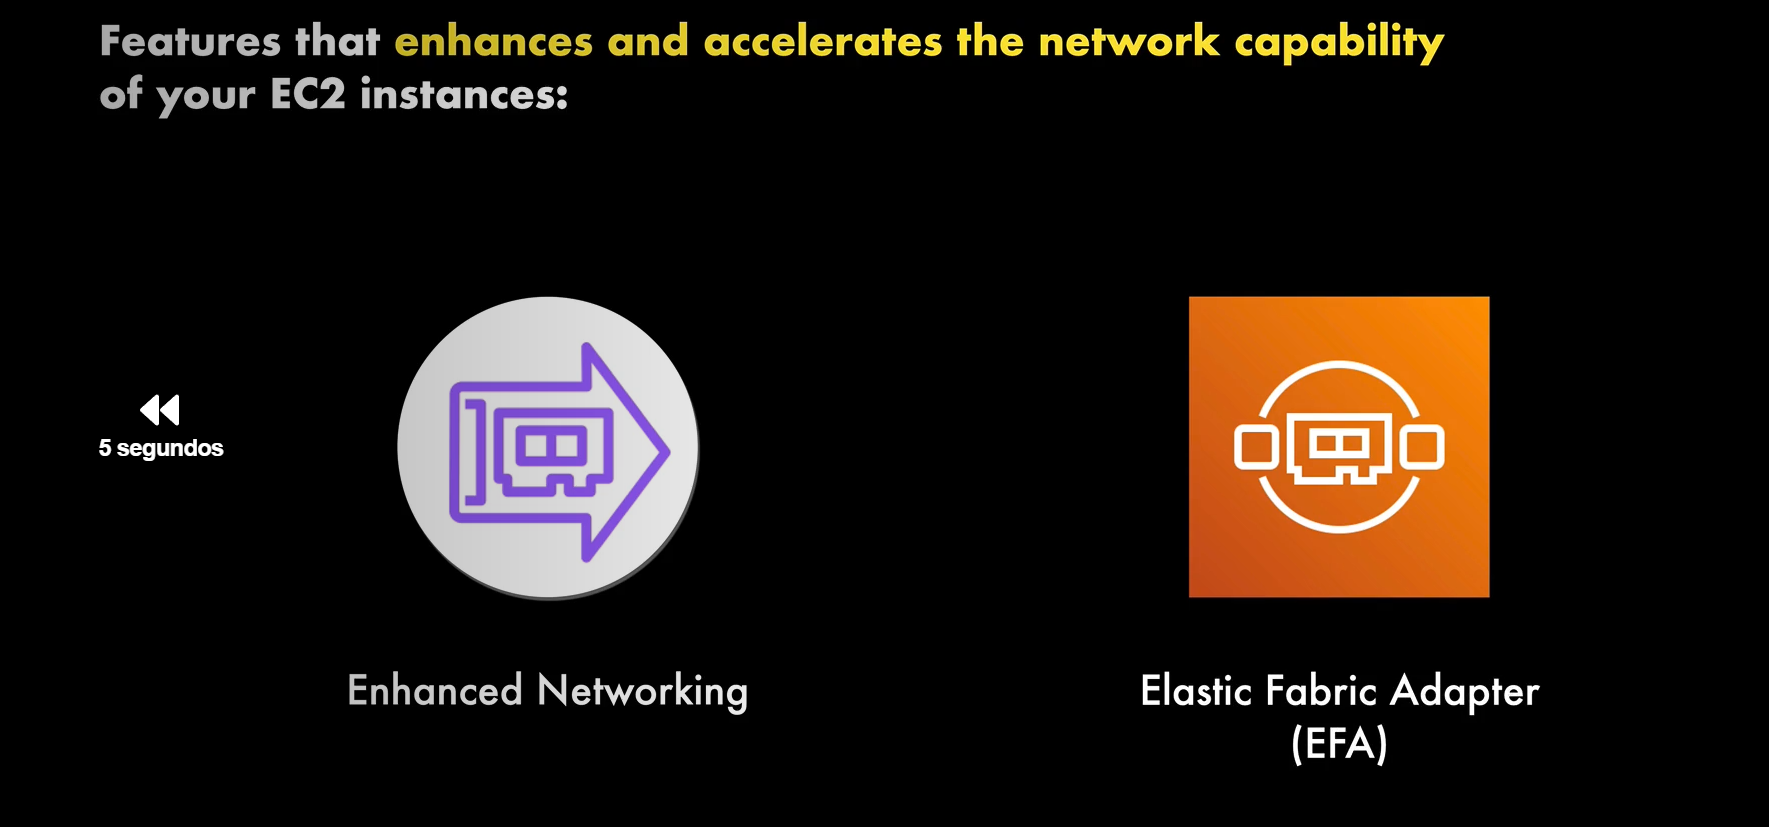 Features that enhances and accelerates the network capability
of your EC2 instances:
5 segundos
Enhanced Networking
Elastic Fabric Adapter
(EFA)